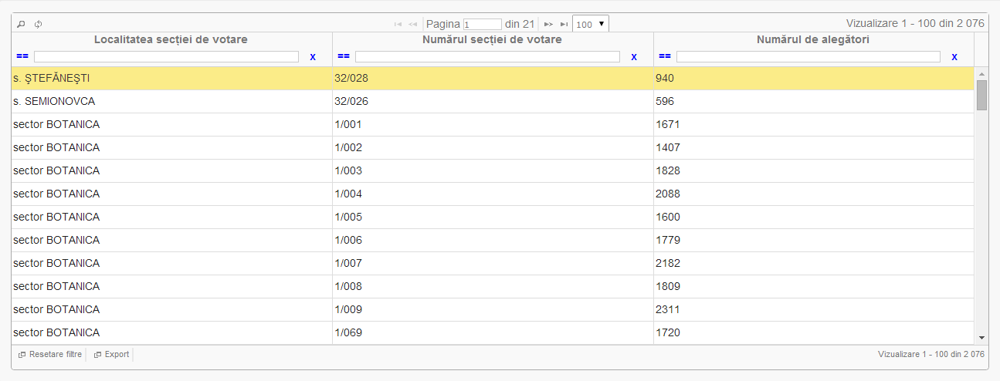 Pagina 1 din 21 100 Vizualizare 1 - 100 din 2 076
Localitatea secției de votare Numărul secției de votare Numărul de alegători
== x == x == x
s. ŞTEFĂNEŞTI 32/028 940
s. SEMIONOVCA 32/026 596
sector BOTANICA 1/001 1671
sector BOTANICA 1/002 1407
sector BOTANICA 1/003 1828
sector BOTANICA 1/004 2088
sector BOTANICA 1/005 1600
sector BOTANICA 1/006 1779
sector BOTANICA 1/007 2182
sector BOTANICA 1/008 1809
sector BOTANICA 1/009 2311
sector BOTANICA 1/069 1720
Resetare filtre Export Vizualizare 1 - 100 din 2 076